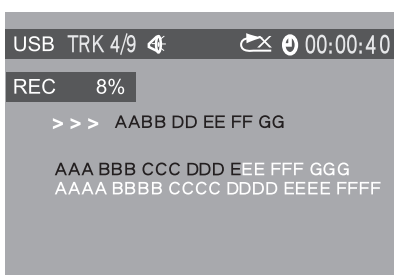 USB TRK 4/9 00:00:40
REC 8%
>>> AABB DD EE FF GG
AAA BBB CCC DDD EEE FFF GGG
AAAA BBBB CCCC DDDD EEEE FFFF